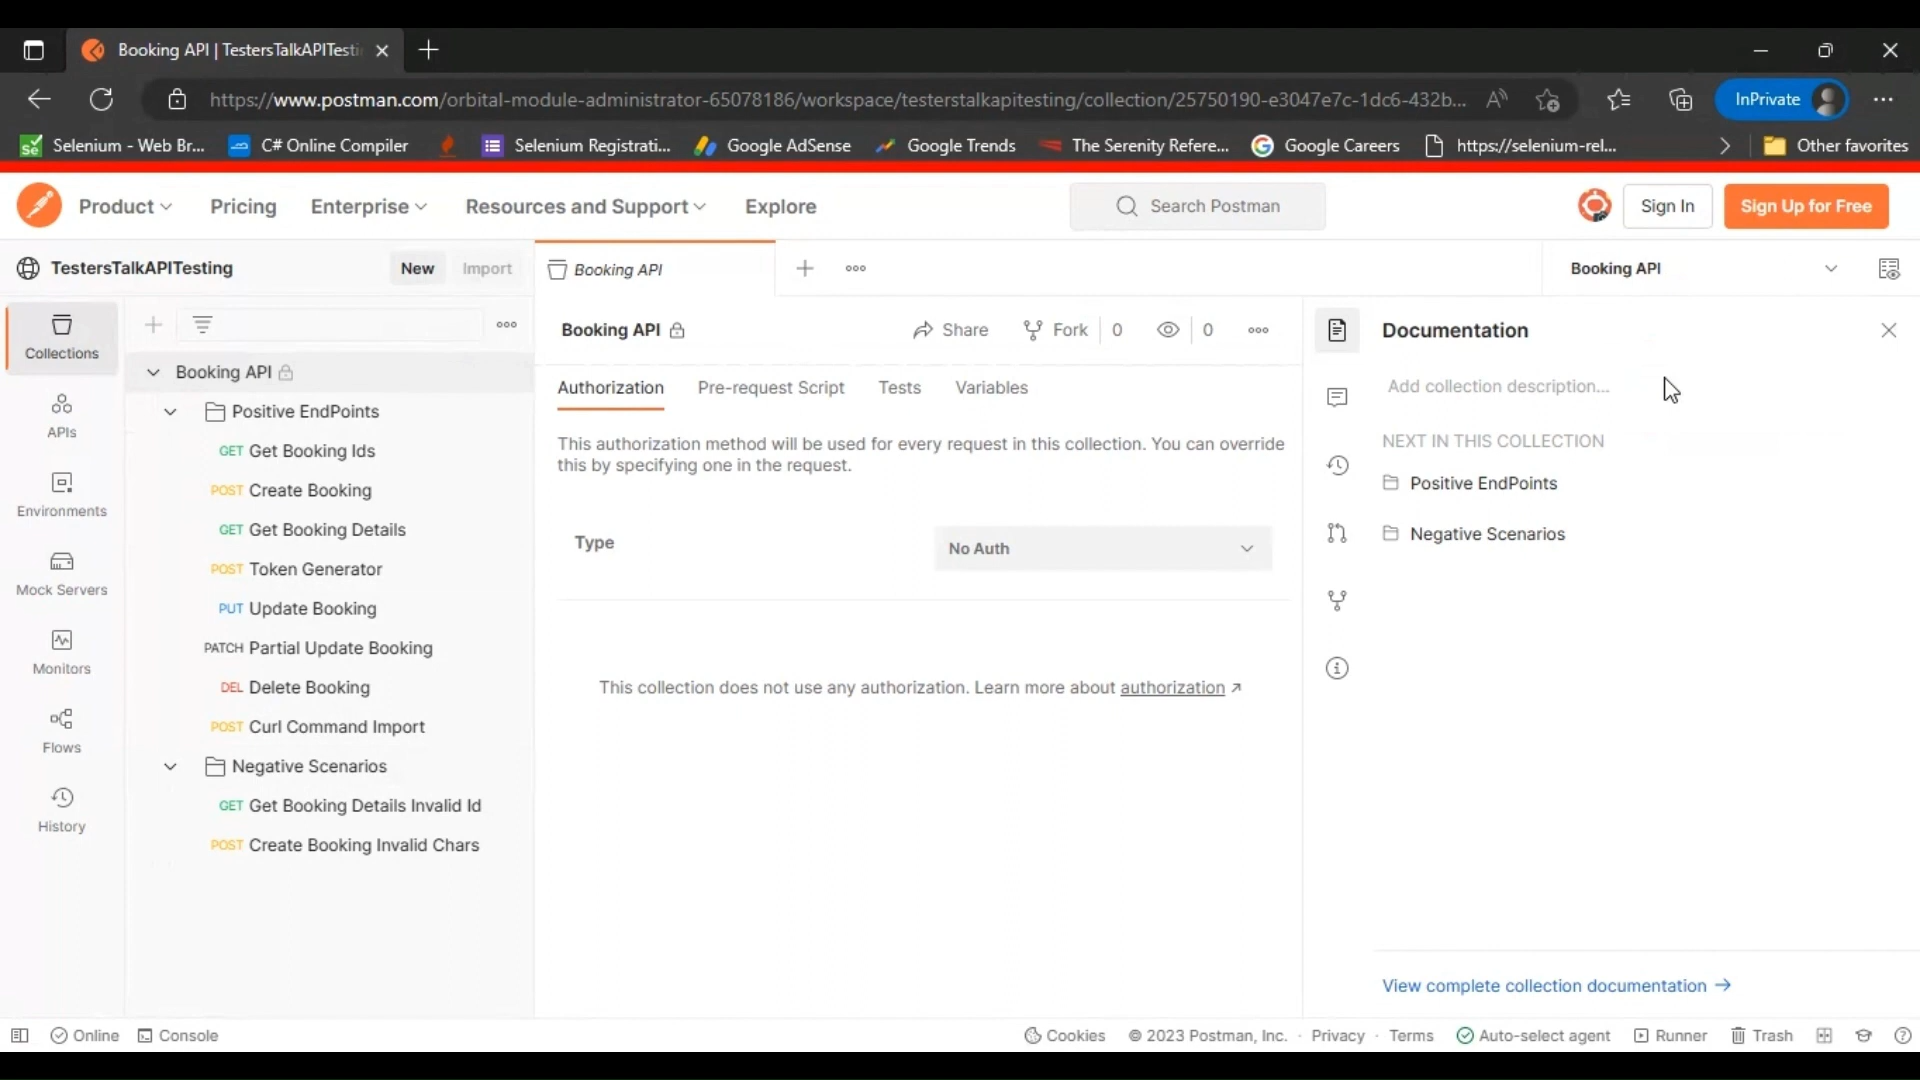 Booking API | TestersTalkAPITesti
https://www.postman.com/orbital-module-administrator-65078186/workspace/testerstalkapitesting/collection/25750190-e3047e7c-1dc6-432b...
InPrivate
Selenium - Web Br...
C# Online Compiler
Selenium Registrati...
Google AdSense
Google Trends
The Serenity Refere...
Google Careers
https://selenium-rel...
Other favorites
Product
Pricing
Enterprise
Resources and Support
Explore
Search Postman
Sign In
Sign Up for Free
TestersTalkAPITesting
New
Import
Booking API
Booking API
Collections
APIs
Environments
Mock Servers
Monitors
Flows
History
Booking API
Positive EndPoints
GET Get Booking Ids
POST Create Booking
GET Get Booking Details
POST Token Generator
PUT Update Booking
PATCH Partial Update Booking
DEL Delete Booking
POST Curl Command Import
Negative Scenarios
GET Get Booking Details Invalid Id
POST Create Booking Invalid Chars
Booking API
Share
Fork
0
0
Authorization
Pre-request Script
Tests
Variables
This authorization method will be used for every request in this collection. You can override
this by specifying one in the request.
Type
No Auth
This collection does not use any authorization. Learn more about authorization ↗
Documentation
Add collection description...
NEXT IN THIS COLLECTION
Positive EndPoints
Negative Scenarios
View complete collection documentation →
Online
Console
Cookies
© 2023 Postman, Inc.
·
Privacy
·
Terms
Auto-select agent
Runner
Trash